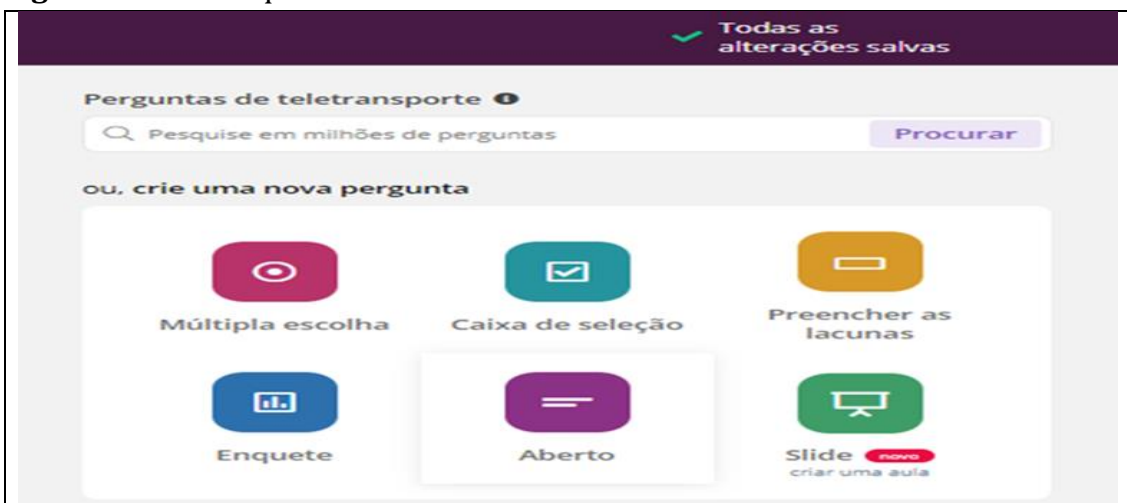 Todas as
alterações salvas
Perguntas de teletransporte
Pesquise em milhões de perguntas
Procurar
ou, crie uma nova pergunta
Múltipla escolha
Caixa de seleção
Preencher as
lacunas
Enquete
Aberto
Slide novo
criar uma aula